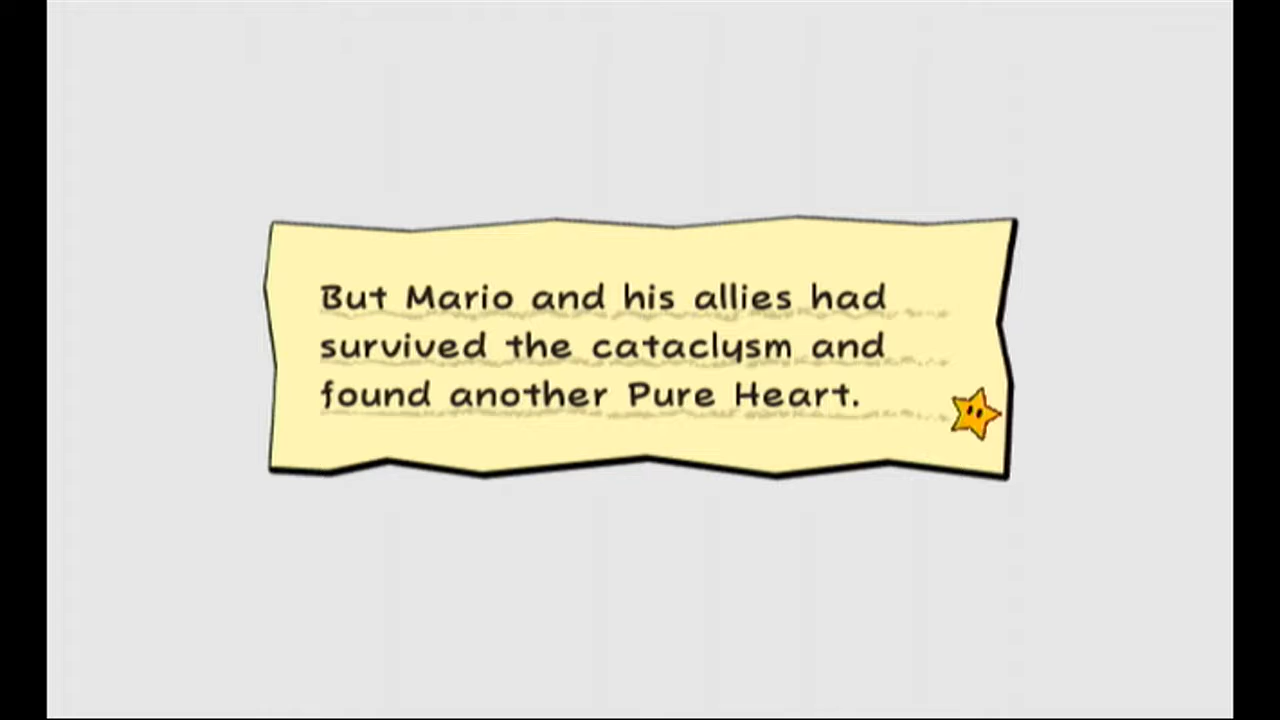 But Mario and his allies had
survived the cataclysm and
found another Pure Heart.